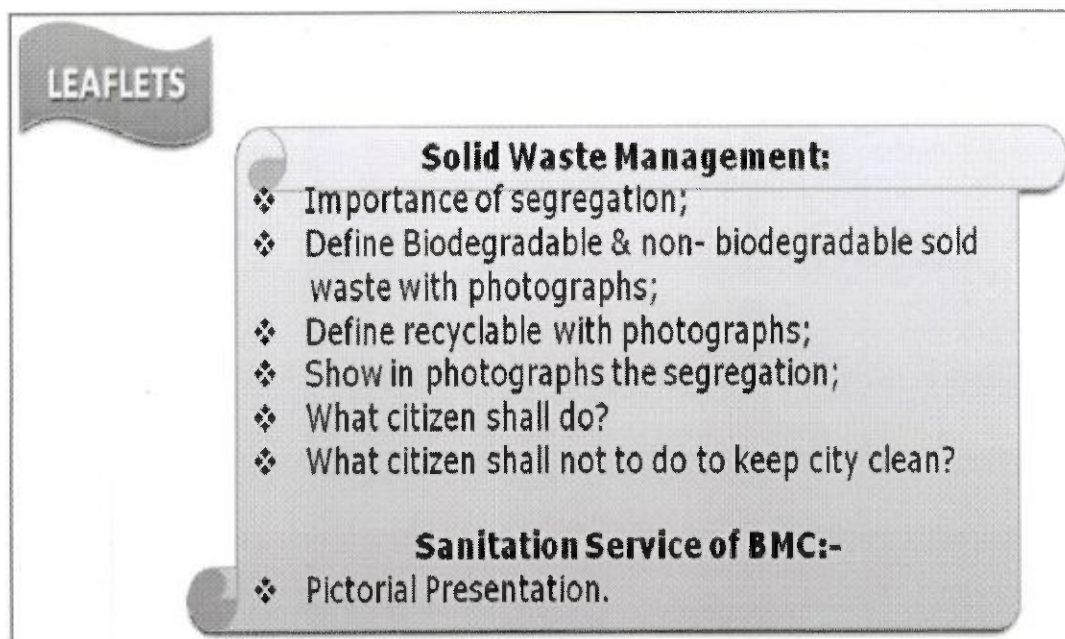 LEAFLETS
Solid Waste Management:
❖ Importance of segregation;
❖ Define Biodegradable & non- biodegradable sold
waste with photographs;
❖ Define recyclable with photographs;
❖ Show in photographs the segregation;
❖ What citizen shall do?
❖ What citizen shall not to do to keep city clean?
Sanitation Service of BMC:-
❖ Pictorial Presentation.